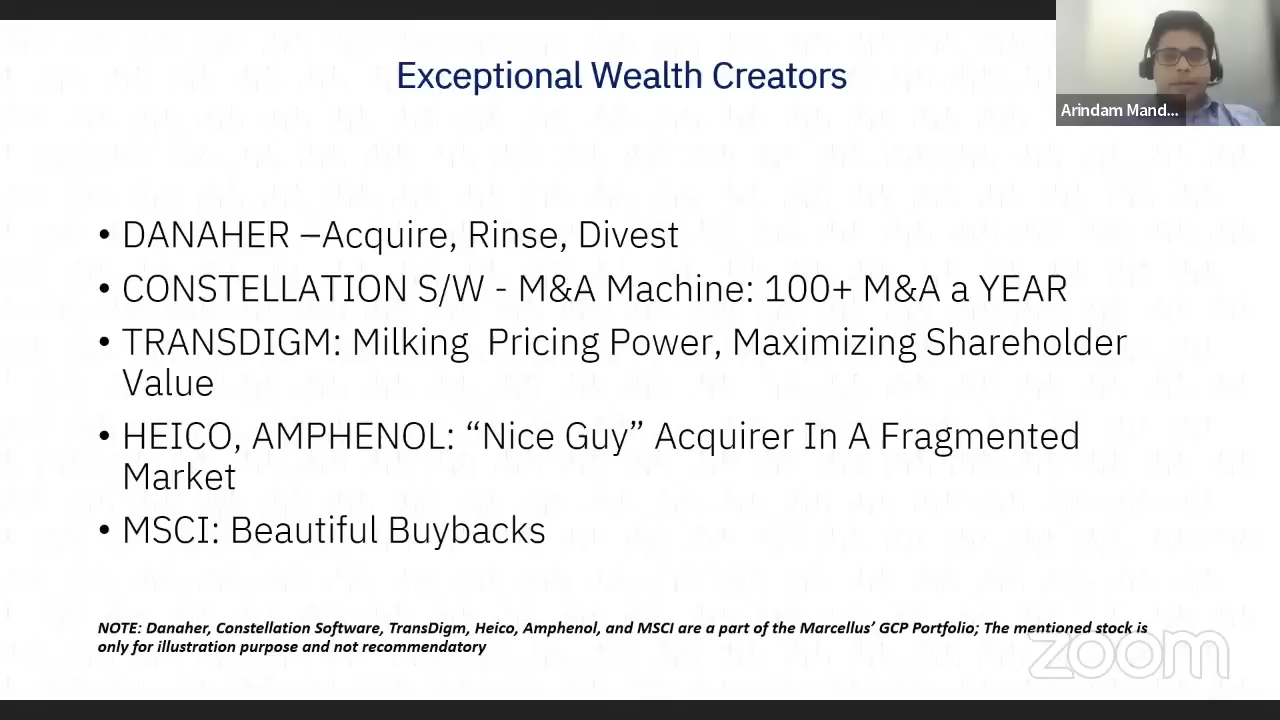 Exceptional Wealth Creators
Arindam Mand...
• DANAHER –Acquire, Rinse, Divest
• CONSTELLATION S/W - M&A Machine: 100+ M&A a YEAR
• TRANSDIGM: Milking  Pricing Power, Maximizing Shareholder
Value
• HEICO, AMPHENOL: “Nice Guy” Acquirer In A Fragmented
Market
• MSCI: Beautiful Buybacks
NOTE: Danaher, Constellation Software, TransDigm, Heico, Amphenol, and MSCI are a part of the Marcellus’ GCP Portfolio; The mentioned stock is
only for illustration purpose and not recommendatory
zoom